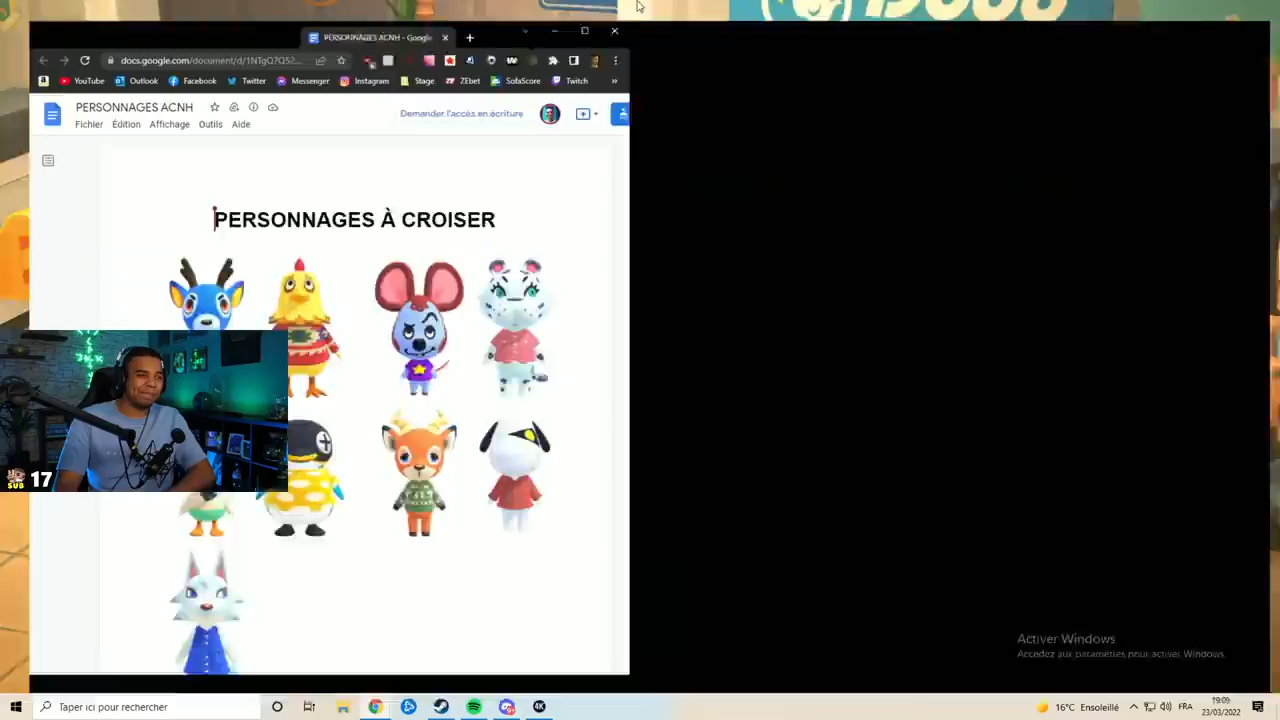 PERSONNAGES ACNH - Google
docs.google.com/document/d/1NTgQ7Q52...
YouTube Outlook Facebook Twitter Messenger Instagram Stage ZEbet SofaScore Twitch »
PERSONNAGES ACNH
Demander l'accès en écriture
Fichier Édition Affichage Outils Aide
PERSONNAGES À CROISER
SUB 17
Activer Windows
Accédez aux paramètres pour activer Windows.
Taper ici pour rechercher
4K
16°C Ensoleillé
FRA
19:09
23/03/2022